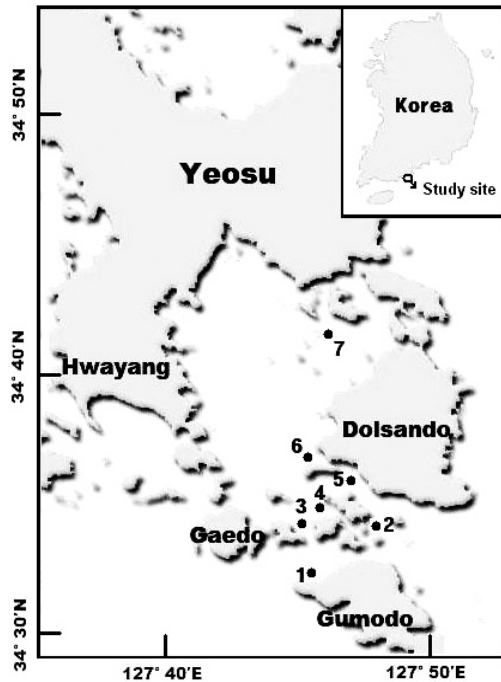 34° 50'N
Korea
Study site
Yeosu
34° 40'N
7
Hwayang
Dolsando
6
5
4
3
2
Gaedo
1
Gumodo
34° 30'N
127° 40'E
127° 50'E